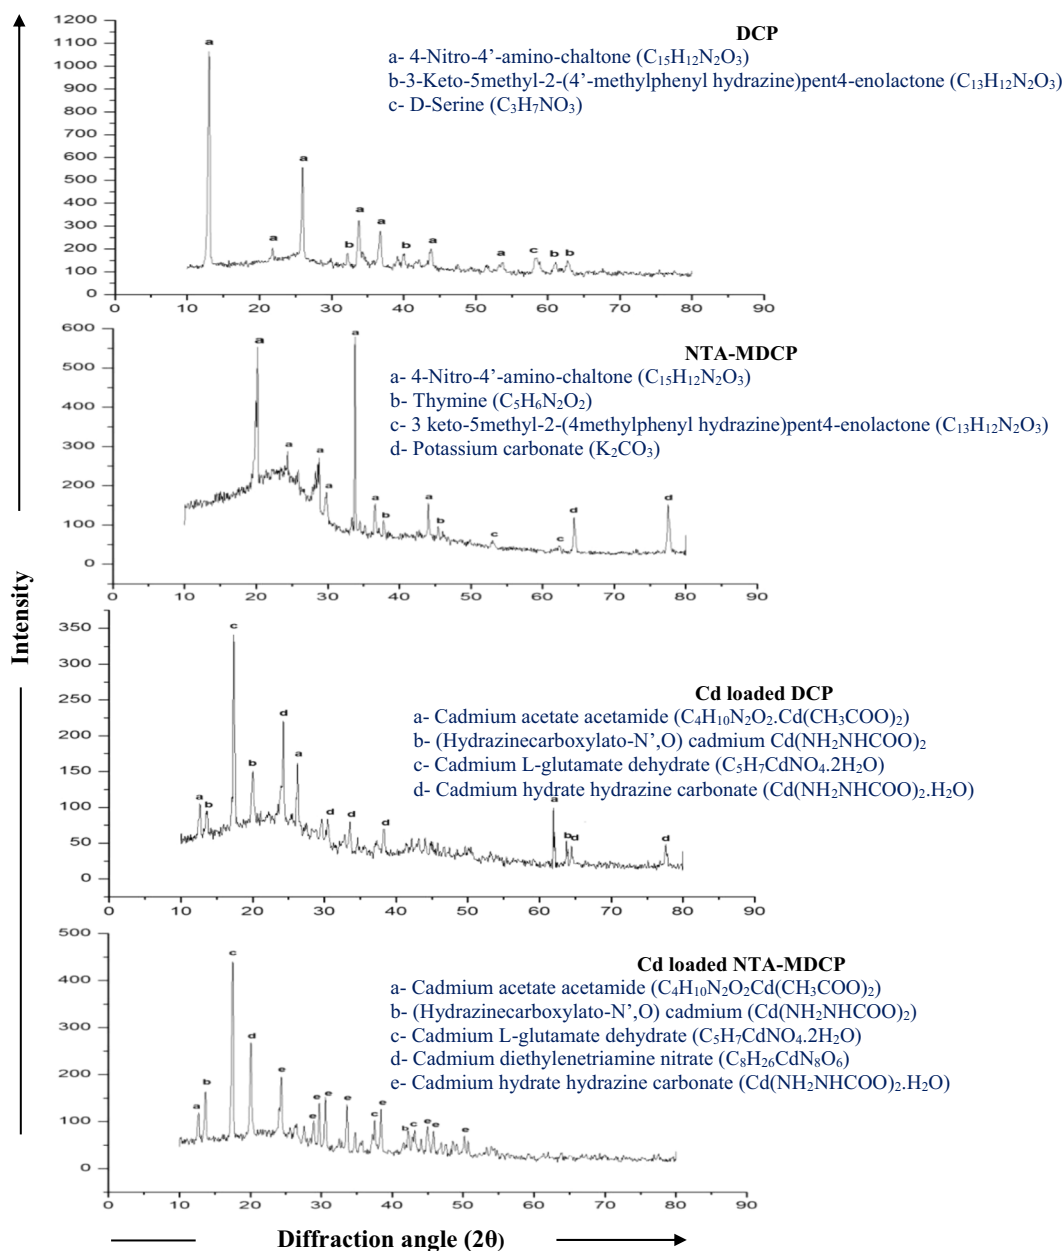 DCP
a- 4-Nitro-4’-amino-chaltone (C₁₅H₁₂N₂O₃)
b-3-Keto-5methyl-2-(4’-methylphenyl hydrazine)pent4-enolactone (C₁₃H₁₂N₂O₃)
c- D-Serine (C₃H₇NO₃)
1200
1100
1000
900
800
700
600
500
400
300
200
100
0
a
a
a
b
a
a
b
a
a
c
b
b
0 10 20 30 40 50 60 70 80 90
NTA-MDCP
a- 4-Nitro-4’-amino-chaltone (C₁₅H₁₂N₂O₃)
b- Thymine (C₅H₆N₂O₂)
c- 3 keto-5methyl-2-(4methylphenyl hydrazine)pent4-enolactone (C₁₃H₁₂N₂O₃)
d- Potassium carbonate (K₂CO₃)
600
500
400
300
200
100
0
a
a
a
a
a
a
b
a
b
c
c
d
d
0 10 20 30 40 50 60 70 80 90
Intensity
Cd loaded DCP
a- Cadmium acetate acetamide (C₄H₁₀N₂O₂.Cd(CH₃COO)₂)
b- (Hydrazinecarboxylato-N’,O) cadmium Cd(NH₂NHCOO)₂
c- Cadmium L-glutamate dehydrate (C₅H₇CdNO₄.2H₂O)
d- Cadmium hydrate hydrazine carbonate (Cd(NH₂NHCOO)₂.H₂O)
350
300
250
200
150
100
50
0
a
b
c
b
d
a
d
d
d
a
b
d
d
0 10 20 30 40 50 60 70 80 90
Cd loaded NTA-MDCP
a- Cadmium acetate acetamide (C₄H₁₀N₂O₂Cd(CH₃COO)₂)
b- (Hydrazinecarboxylato-N’,O) cadmium (Cd(NH₂NHCOO)₂)
c- Cadmium L-glutamate dehydrate (C₅H₇CdNO₄.2H₂O)
d- Cadmium diethylenetriamine nitrate (C₈H₂₆CdN₈O₆)
e- Cadmium hydrate hydrazine carbonate (Cd(NH₂NHCOO)₂.H₂O)
500
400
300
200
100
0
a
b
c
d
e
e
e
e
e
c
e
b
c
e
e
e
0 10 20 30 40 50 60 70 80 90
Diffraction angle (2θ)